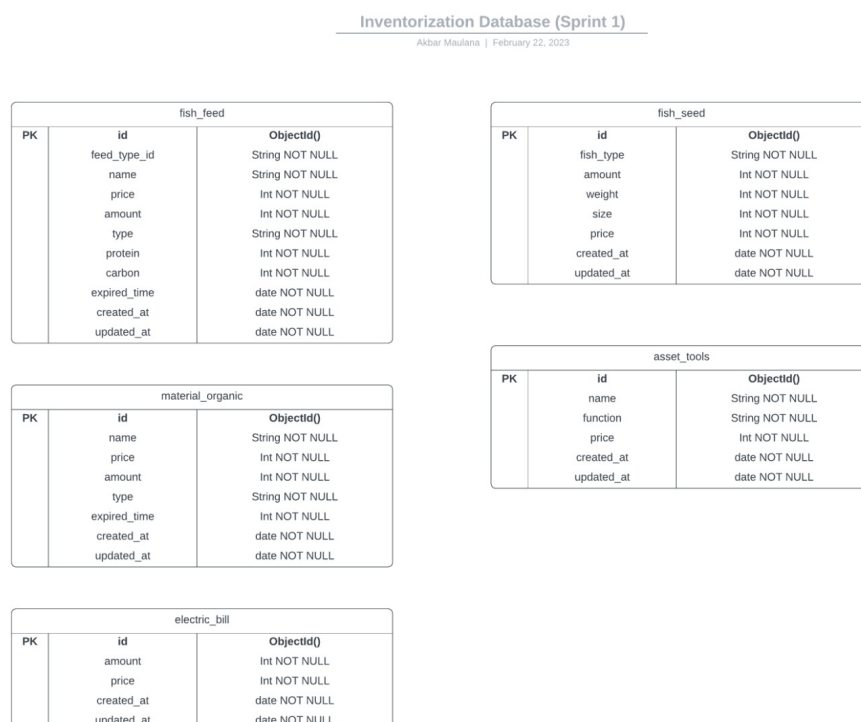 Inventorization Database (Sprint 1)
Akbar Maulana | February 22, 2023
fish_feed
PK id ObjectId()
feed_type_id String NOT NULL
name String NOT NULL
price Int NOT NULL
amount Int NOT NULL
type String NOT NULL
protein Int NOT NULL
carbon Int NOT NULL
expired_time date NOT NULL
created_at date NOT NULL
updated_at date NOT NULL
material_organic
PK id ObjectId()
name String NOT NULL
price Int NOT NULL
amount Int NOT NULL
type String NOT NULL
expired_time Int NOT NULL
created_at date NOT NULL
updated_at date NOT NULL
electric_bill
PK id ObjectId()
amount Int NOT NULL
price Int NOT NULL
created_at date NOT NULL
updated_at date NOT NULL
fish_seed
PK id ObjectId()
fish_type String NOT NULL
amount Int NOT NULL
weight Int NOT NULL
size Int NOT NULL
price Int NOT NULL
created_at date NOT NULL
updated_at date NOT NULL
asset_tools
PK id ObjectId()
name String NOT NULL
function String NOT NULL
price Int NOT NULL
created_at date NOT NULL
updated_at date NOT NULL